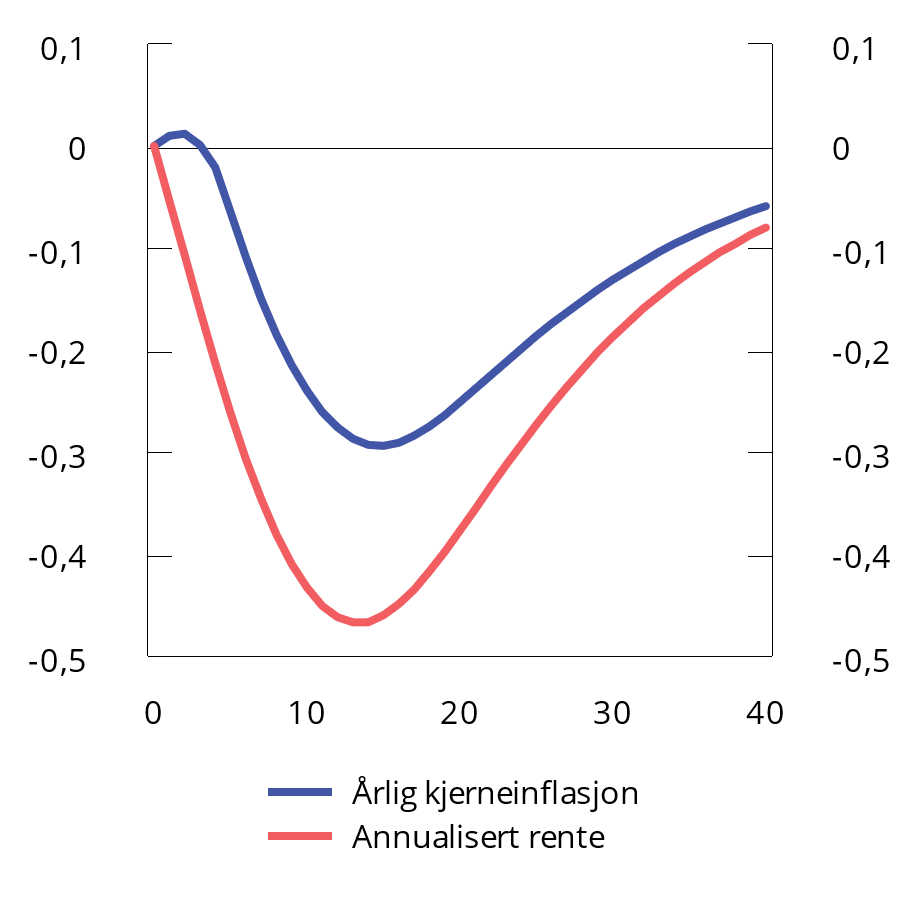 0,1 0,1
0 0
-0,1 -0,1
-0,2 -0,2
-0,3 -0,3
-0,4 -0,4
-0,5 -0,5
0 10 20 30 40
Årlig kjerneinflasjon
Annualisert rente